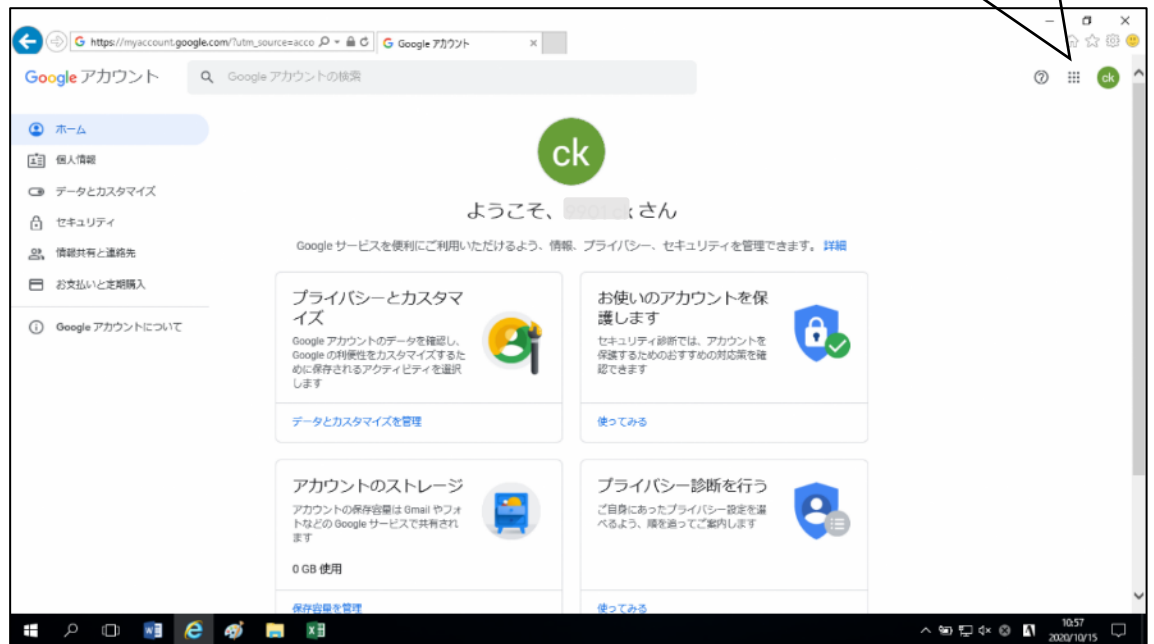 https://myaccount.google.com/?utm_source=acco
Google アカウント
Google アカウント
Google アカウントの検索
ck
ホーム
個人情報
データとカスタマイズ
セキュリティ
情報共有と連絡先
お支払いと定期購入
Google アカウントについて
ck
ようこそ、 さん
Google サービスを便利にご利用いただけるよう、情報、プライバシー、セキュリティを管理できます。詳細
プライバシーとカスタマ
イズ
Google アカウントのデータを確認し、
Google の利便性をカスタマイズするた
めに保存されるアクティビティを選択
します
データとカスタマイズを管理
お使いのアカウントを保
護します
セキュリティ診断では、アカウントを
保護するためのおすすめの対応策を確
認できます
使ってみる
アカウントのストレージ
アカウントの保存容量は Gmail やフォ
トなどの Google サービスで共有され
ます
0 GB 使用
保存容量を管理
プライバシー診断を行う
ご自身にあったプライバシー設定を選
べるよう、順を追ってご案内します
使ってみる
10:57
2020/10/15